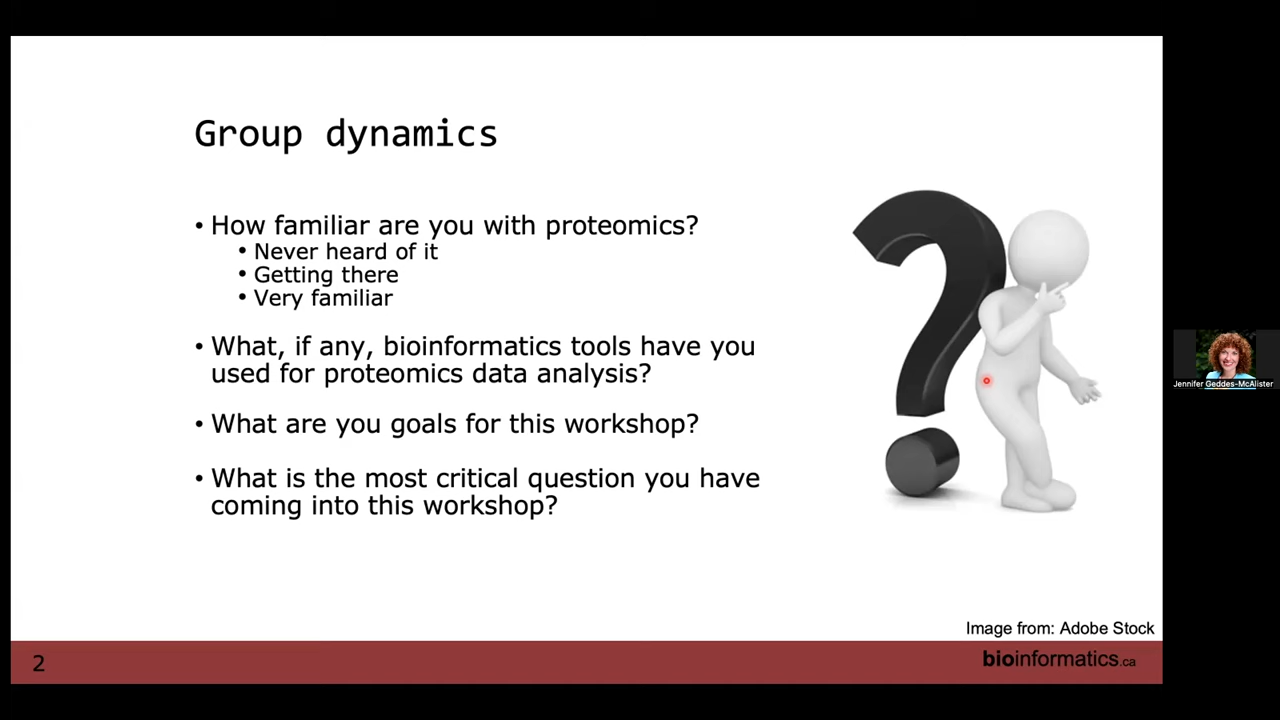 Group dynamics
• How familiar are you with proteomics?
• Never heard of it
• Getting there
• Very familiar
• What, if any, bioinformatics tools have you
used for proteomics data analysis?
• What are you goals for this workshop?
• What is the most critical question you have
coming into this workshop?
Jennifer Geddes-McAlister
Image from: Adobe Stock
2
bioinformatics.ca